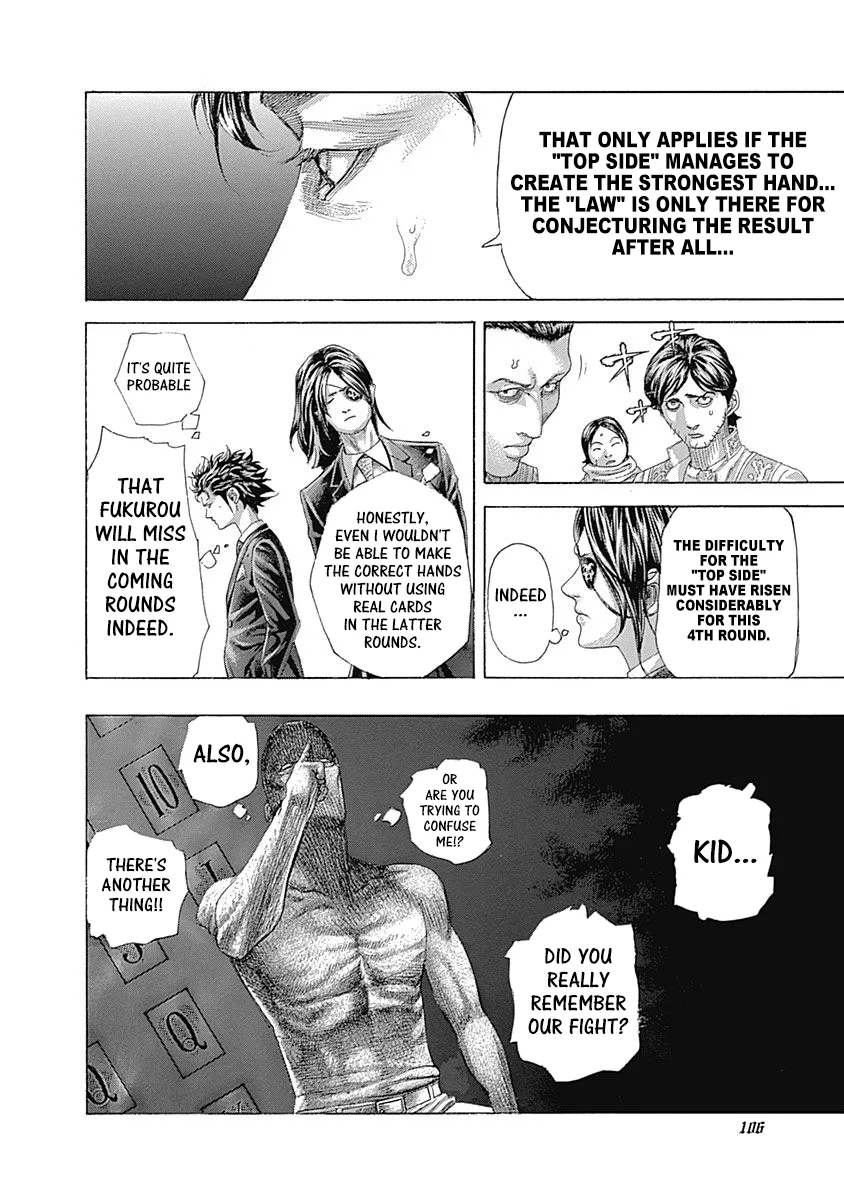 THAT ONLY APPLIES IF THE
"TOP SIDE" MANAGES TO
CREATE THE STRONGEST HAND...
THE "LAW" IS ONLY THERE FOR
CONJECTURING THE RESULT
AFTER ALL...
オ
オ
オ
オ
THE DIFFICULTY
FOR THE
"TOP SIDE"
MUST HAVE RISEN
CONSIDERABLY
FOR THIS
4TH ROUND.
INDEED
...
HONESTLY,
EVEN I WOULDN'T
BE ABLE TO MAKE
THE CORRECT HANDS
WITHOUT USING
REAL CARDS
IN THE LATTER
ROUNDS.
IT'S QUITE
PROBABLE
THAT
FUKUROU
WILL MISS
IN THE
COMING
ROUNDS
INDEED.
KID...
DID YOU
REALLY
REMEMBER
OUR FIGHT?
OR
ARE YOU
TRYING TO
CONFUSE
ME!?
ALSO,
THERE'S
ANOTHER
THING!!
10
J
J
Q
Q
106